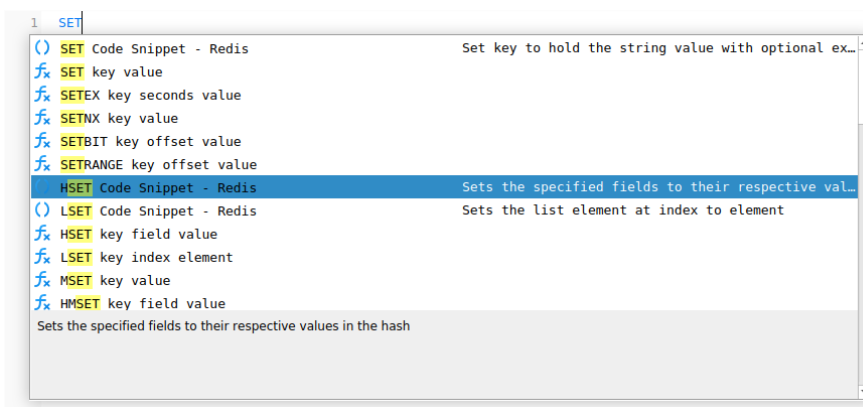 1 SET
SET Code Snippet - Redis Set key to hold the string value with optional ex…
SET key value
SETEX key seconds value
SETNX key value
SETBIT key offset value
SETRANGE key offset value
HSET Code Snippet - Redis Sets the specified fields to their respective val…
LSET Code Snippet - Redis Sets the list element at index to element
HSET key field value
LSET key index element
MSET key value
HMSET key field value
Sets the specified fields to their respective values in the hash